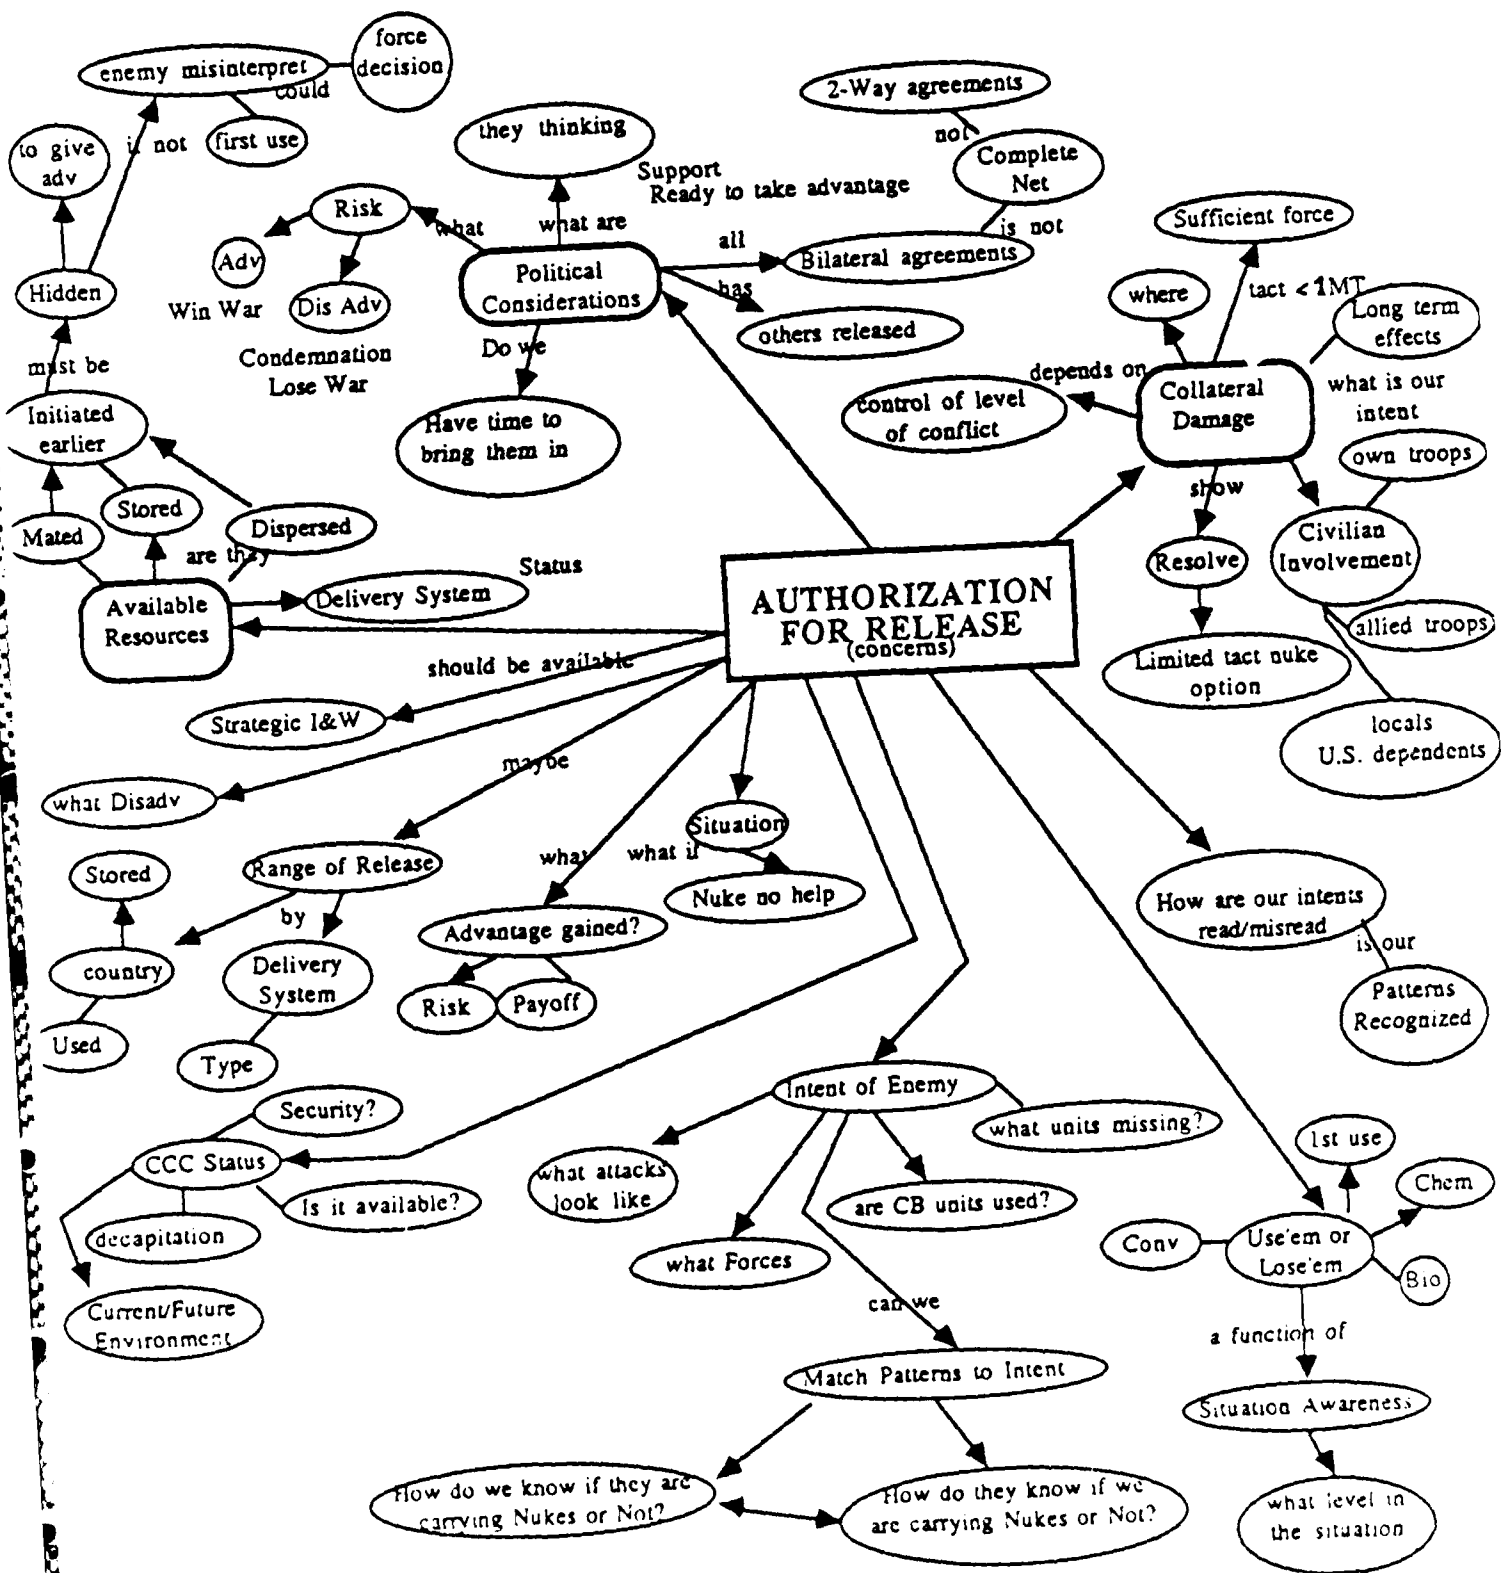 force
decision
enemy misinterpret
could
first use
if not
to give
adv
Hidden
must be
Initiated
earlier
Stored
Mated
Dispersed
are they
Available
Resources
Status
Delivery System
they thinking
Support
Ready to take advantage
what are
what
Risk
Adv
Win War
Dis Adv
Condemnation
Lose War
Political
Considerations
all
has
Bilateral agreements
is not
Complete
Net
not
2-Way agreements
others released
Do we
Have time to
bring them in
Sufficient force
tact < 1MT
where
Long term
effects
depends on
control of level
of conflict
Collateral
Damage
what is our
intent
own troops
show
Resolve
Civilian
Involvement
allied troops
Limited tact nuke
option
locals
U.S. dependents
AUTHORIZATION
FOR RELEASE
(concerns)
should be available
Strategic I&W
what Disadv
maybe
Range of Release
by
Stored
country
Used
Delivery
System
Type
what
Advantage gained?
Risk
Payoff
Situation
what if
Nuke no help
How are our intents
read/misread
is our
Patterns
Recognized
Security?
CCC Status
Is it available?
decapitation
Current/Future
Environment
Intent of Enemy
what units missing?
what attacks
look like
are CB units used?
what Forces
can we
Match Patterns to Intent
How do we know if they are
carrying Nukes or Not?
How do they know if we
are carrying Nukes or Not?
1st use
Chem
Conv
Use'em or
Lose'em
Bio
a function of
Situation Awareness
what level in
the situation